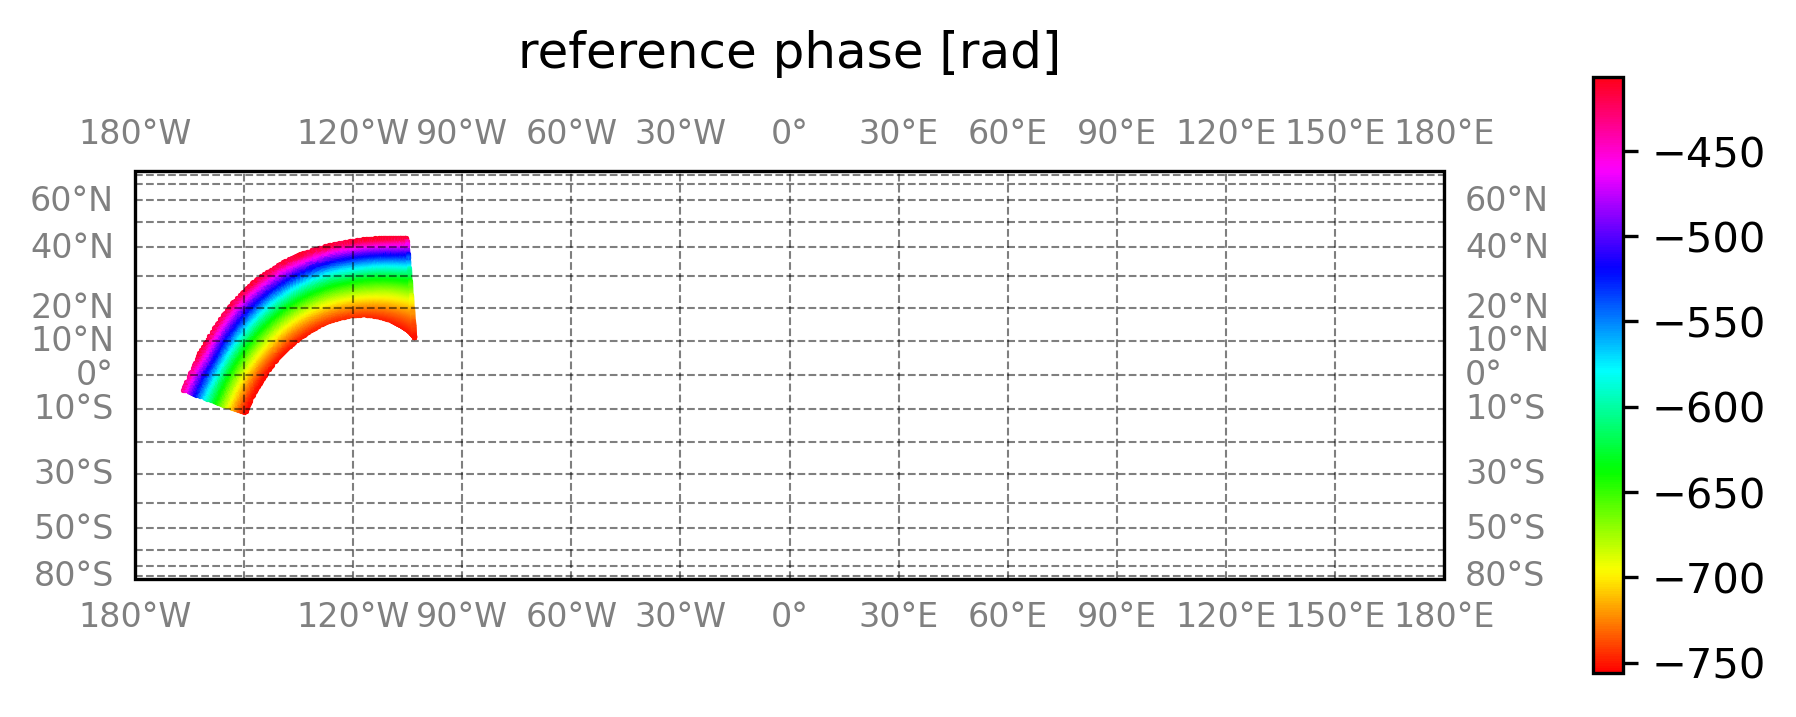 reference phase [rad]
180°W 120°W 90°W 60°W 30°W 0° 30°E 60°E 90°E 120°E 150°E 180°E
60°N 60°N
40°N 40°N
20°N 20°N
10°N 10°N
0° 0°
10°S 10°S
30°S 30°S
50°S 50°S
80°S 80°S
180°W 120°W 90°W 60°W 30°W 0° 30°E 60°E 90°E 120°E 150°E 180°E
−450
−500
−550
−600
−650
−700
−750